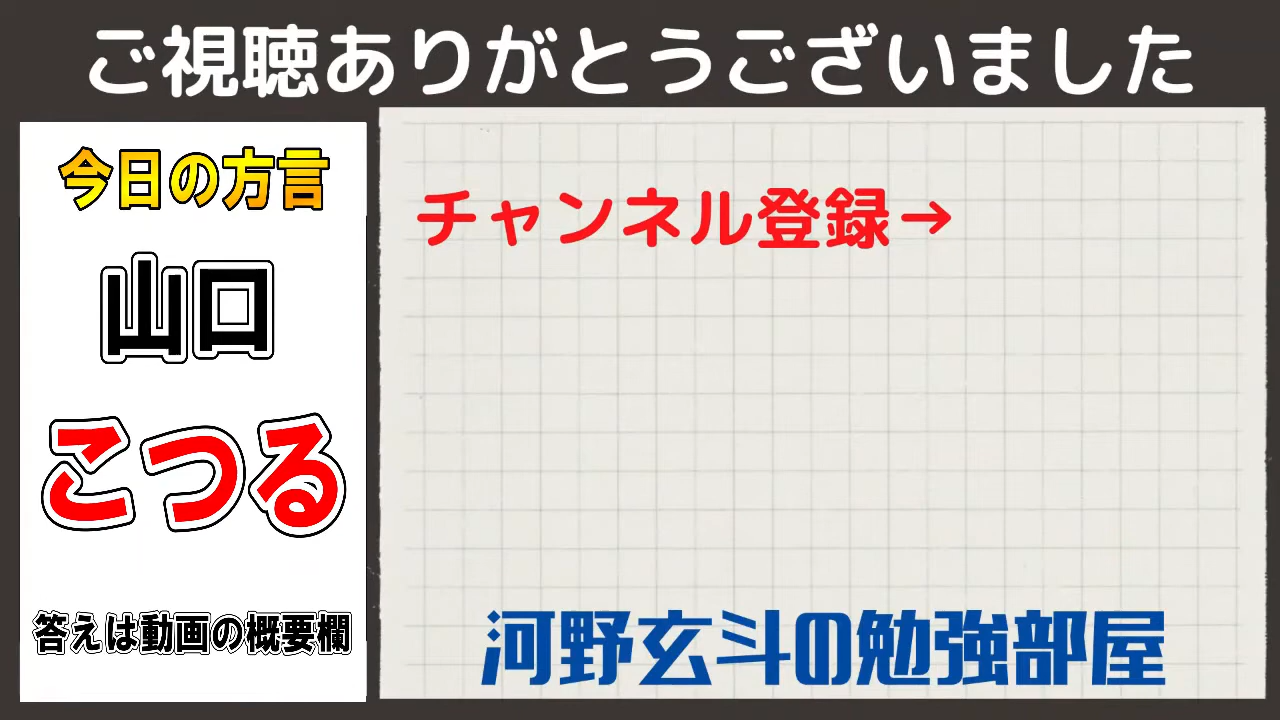 ご視聴ありがとうございました
今日の方言
山口
こつる
答えは動画の概要欄
チャンネル登録→
河野玄斗の勉強部屋